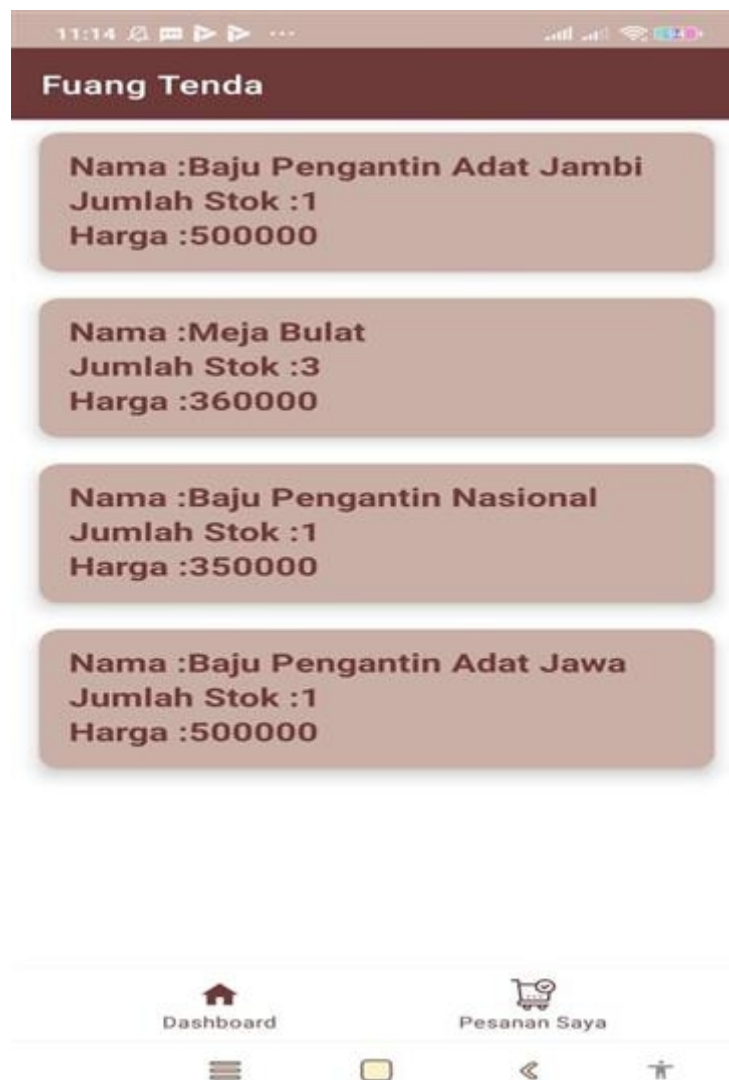 11:14
Fuang Tenda
Nama :Baju Pengantin Adat Jambi
Jumlah Stok :1
Harga :500000
Nama :Meja Bulat
Jumlah Stok :3
Harga :360000
Nama :Baju Pengantin Nasional
Jumlah Stok :1
Harga :350000
Nama :Baju Pengantin Adat Jawa
Jumlah Stok :1
Harga :500000
Dashboard
Pesanan Saya